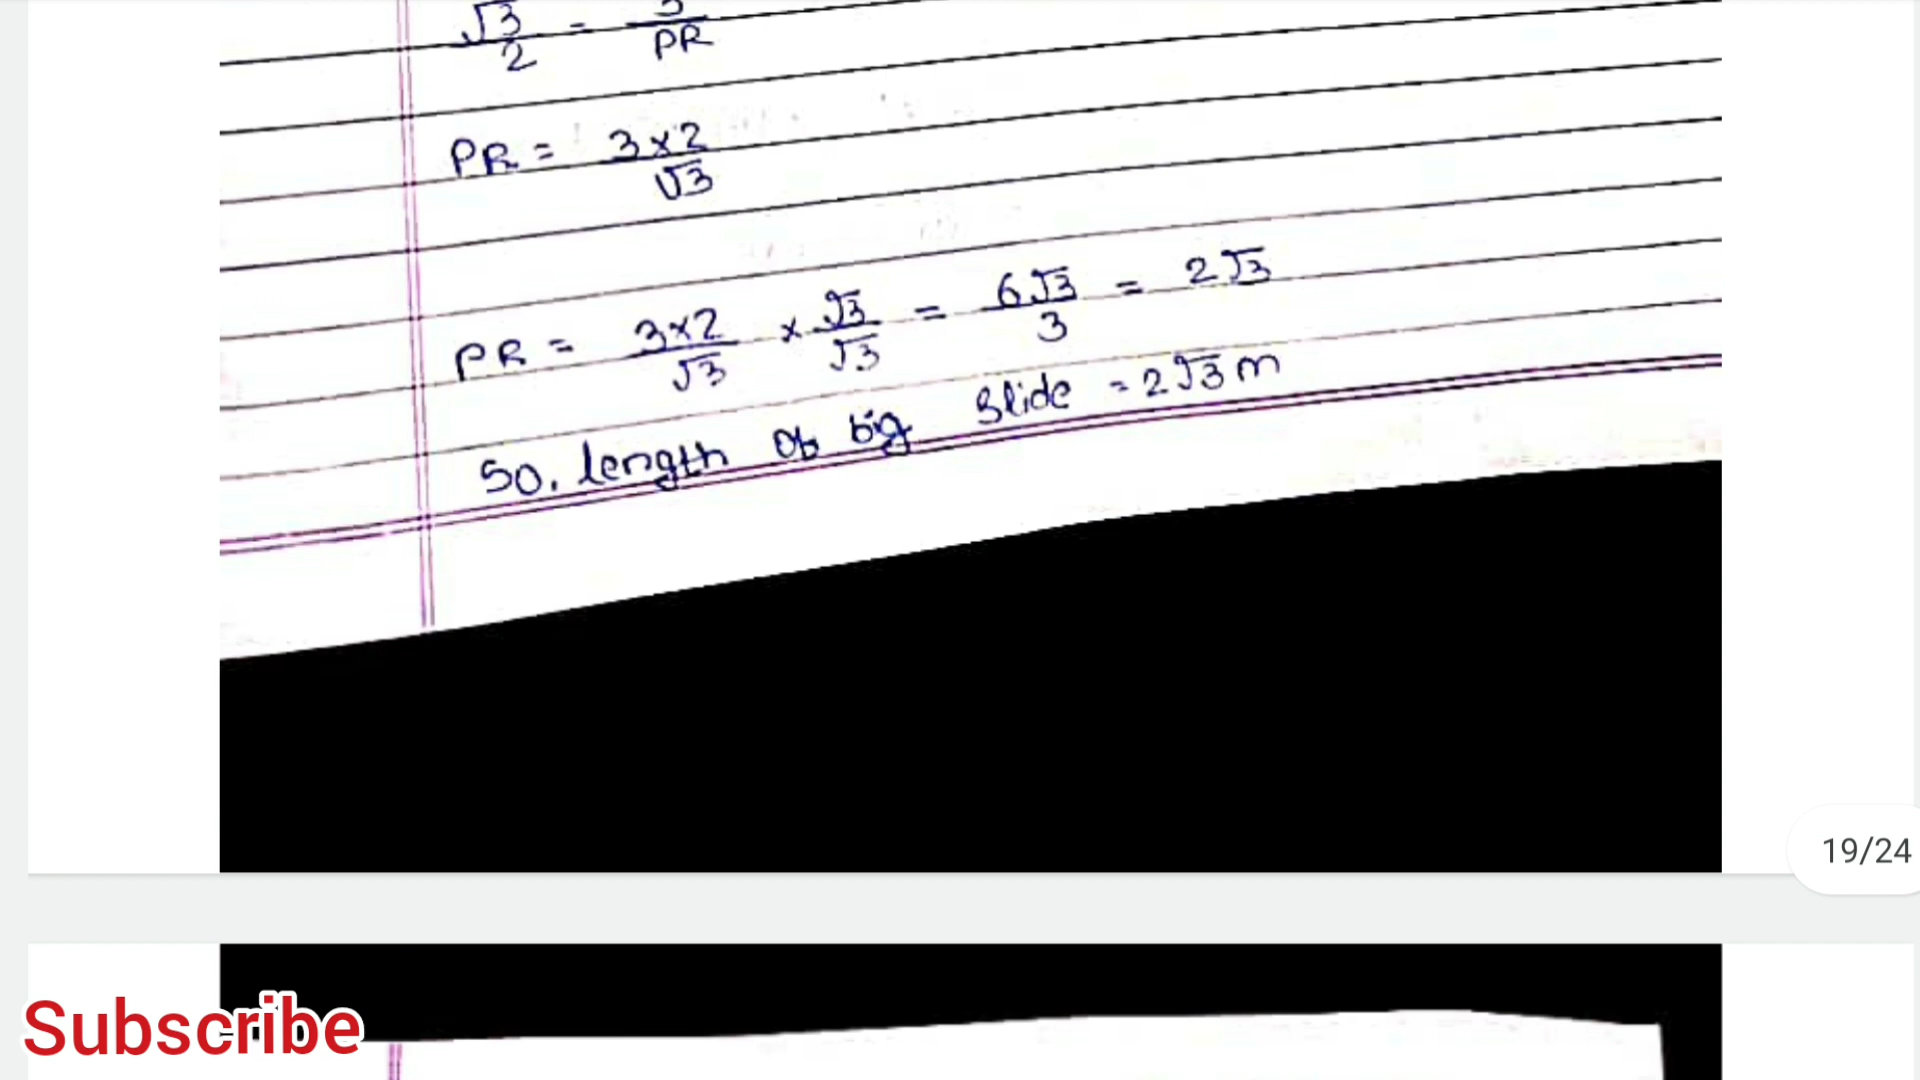 √3/2 = 3/PR
PR = 3×2/√3
PR = 3×2/√3 × √3/√3 = 6√3/3 = 2√3
So. length of big Slide = 2√3 m
19/24
Subscribe